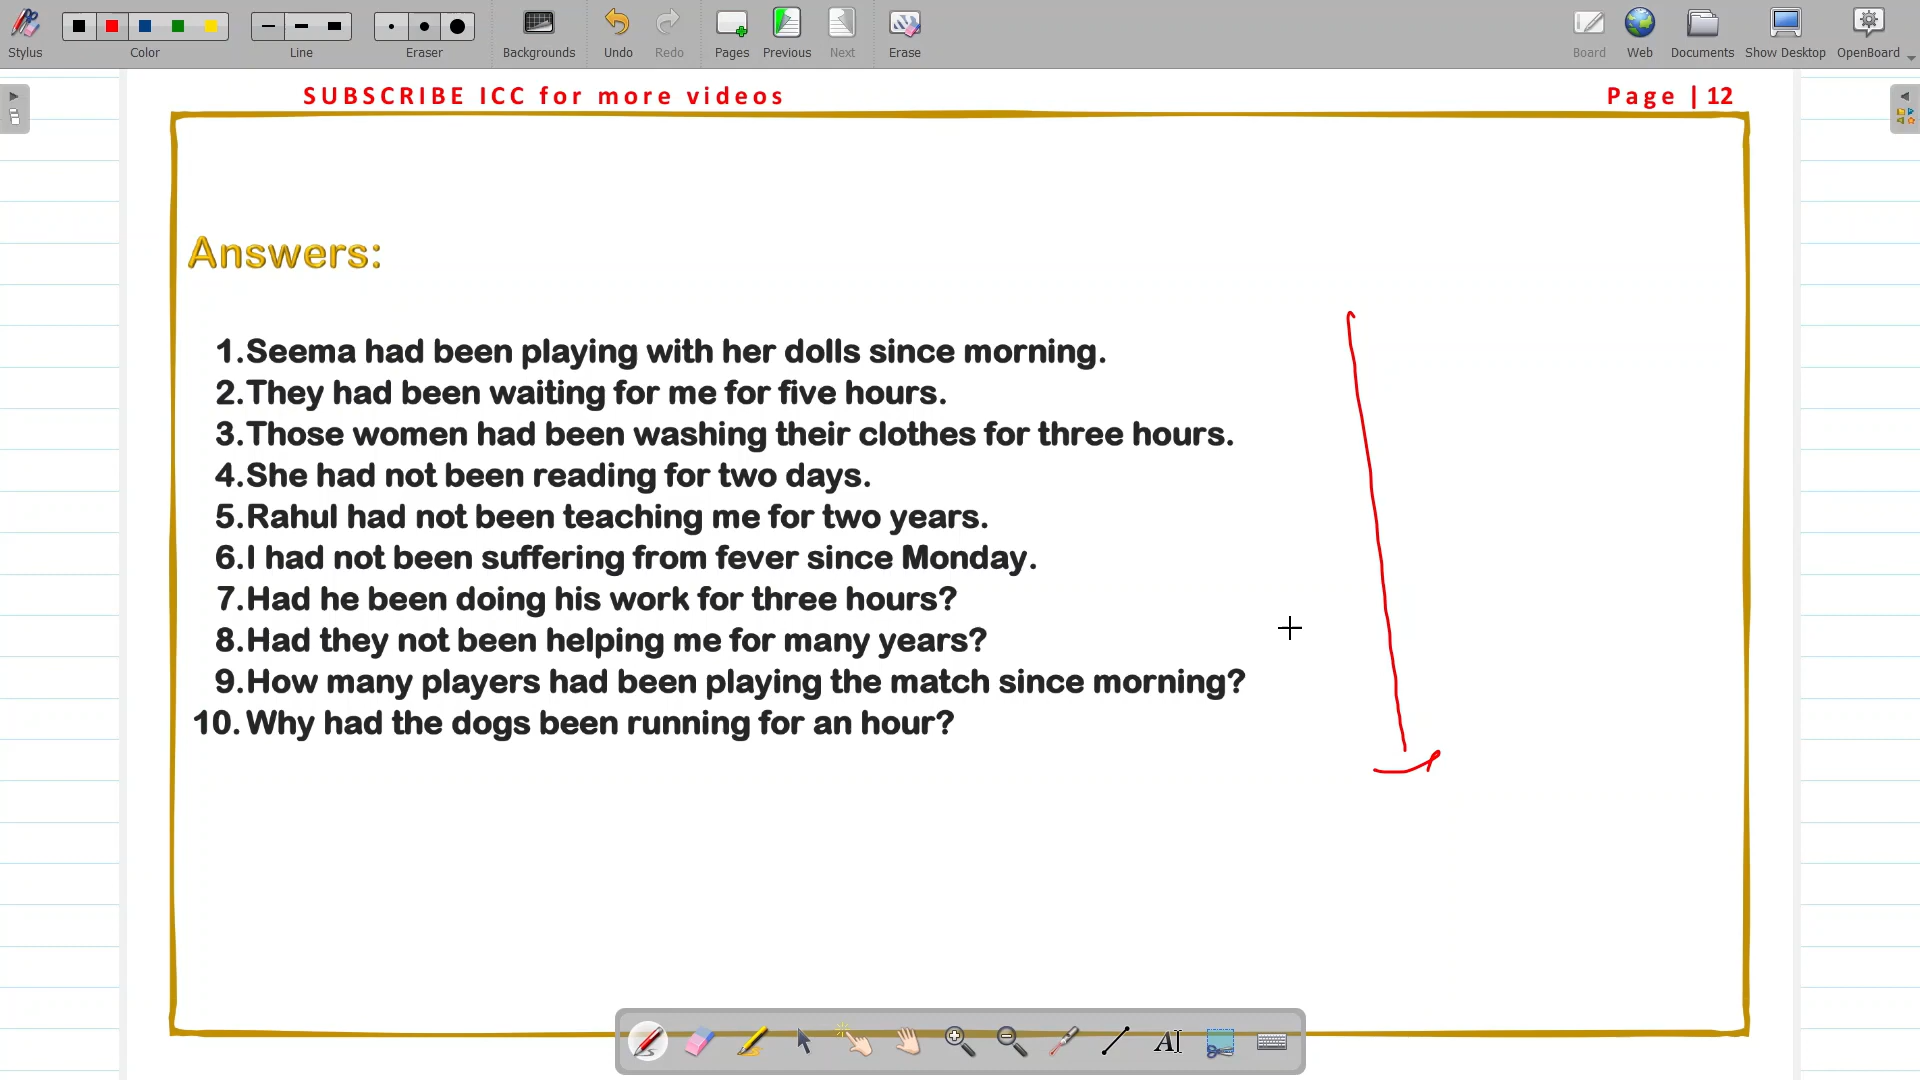 Stylus
Color
Line
Eraser
Backgrounds
Undo
Redo
Pages
Previous
Next
Erase
Board
Web
Documents
Show Desktop
OpenBoard
SUBSCRIBE ICC for more videos
Page | 12
Answers:
1.Seema had been playing with her dolls since morning.
2.They had been waiting for me for five hours.
3.Those women had been washing their clothes for three hours.
4.She had not been reading for two days.
5.Rahul had not been teaching me for two years.
6.I had not been suffering from fever since Monday.
7.Had he been doing his work for three hours?
8.Had they not been helping me for many years?
9.How many players had been playing the match since morning?
10. Why had the dogs been running for an hour?